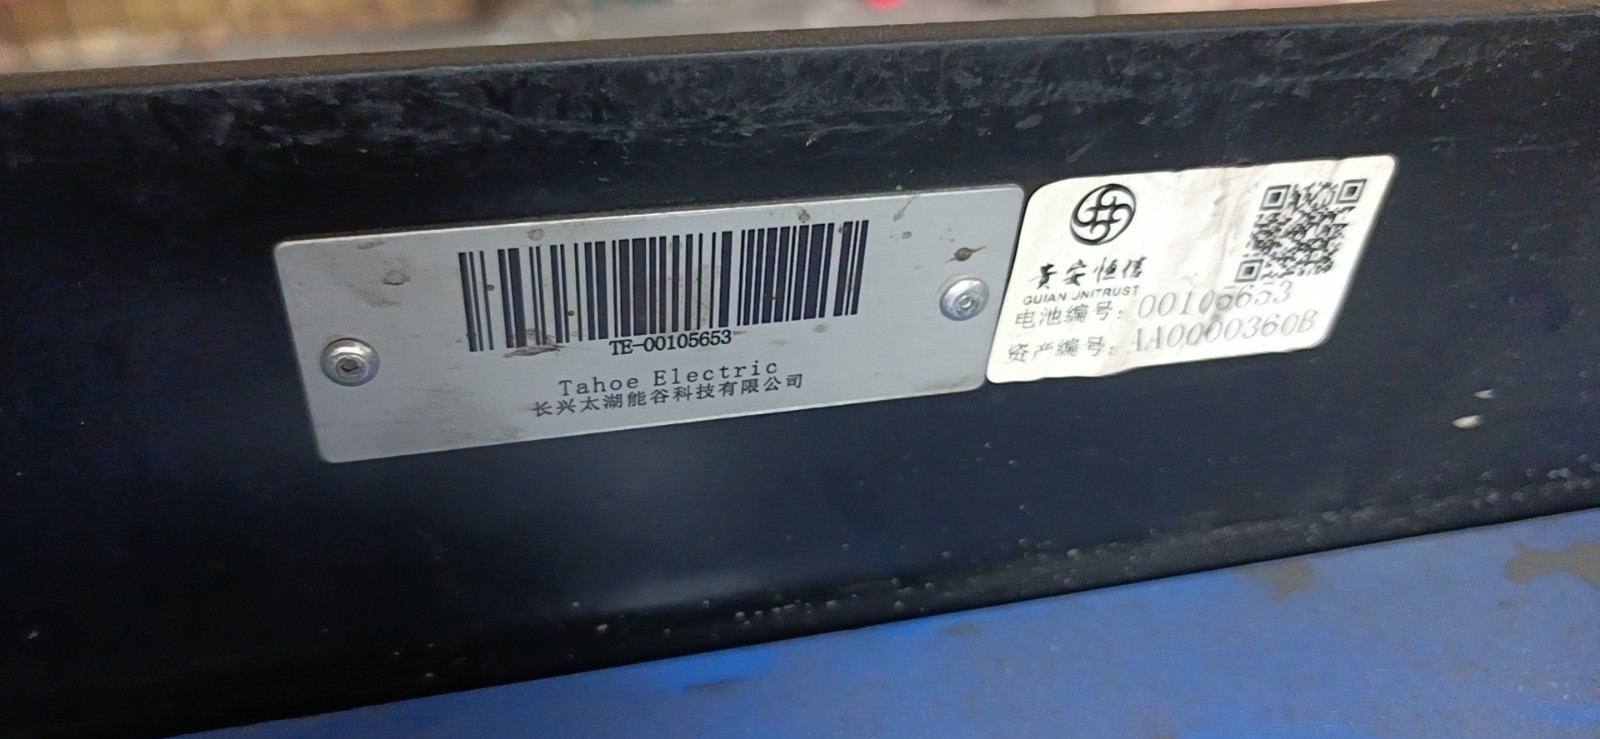 TE-00105653
Tahoe Electric
长兴太湖能谷科技有限公司
贵安恒信
GUIAN UNITRUST
电池编号: 00105653
资产编号: AA0000360B